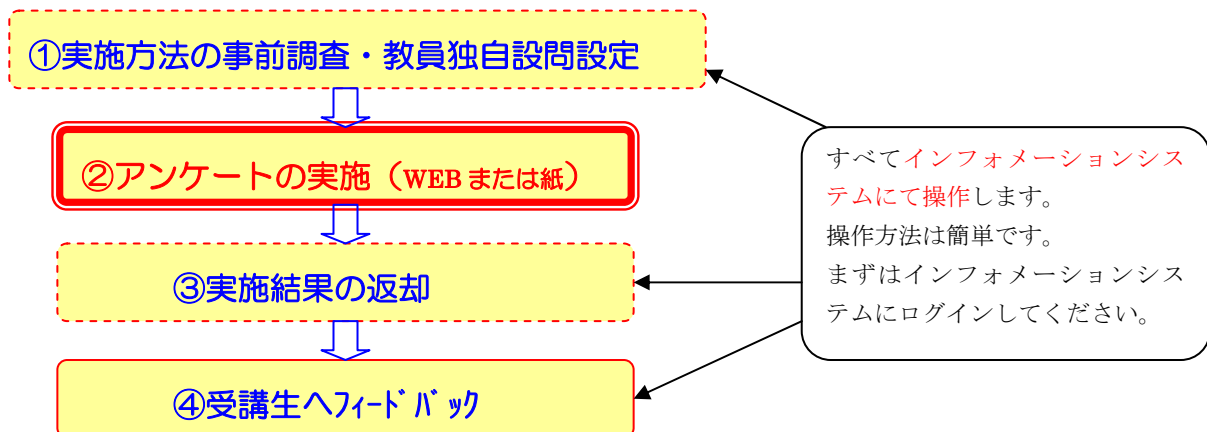 ①実施方法の事前調査・教員独自設問設定
②アンケートの実施（WEBまたは紙）
③実施結果の返却
④受講生へフィードバック
すべてインフォメーションシス
テムにて操作します。
操作方法は簡単です。
まずはインフォメーションシス
テムにログインしてください。